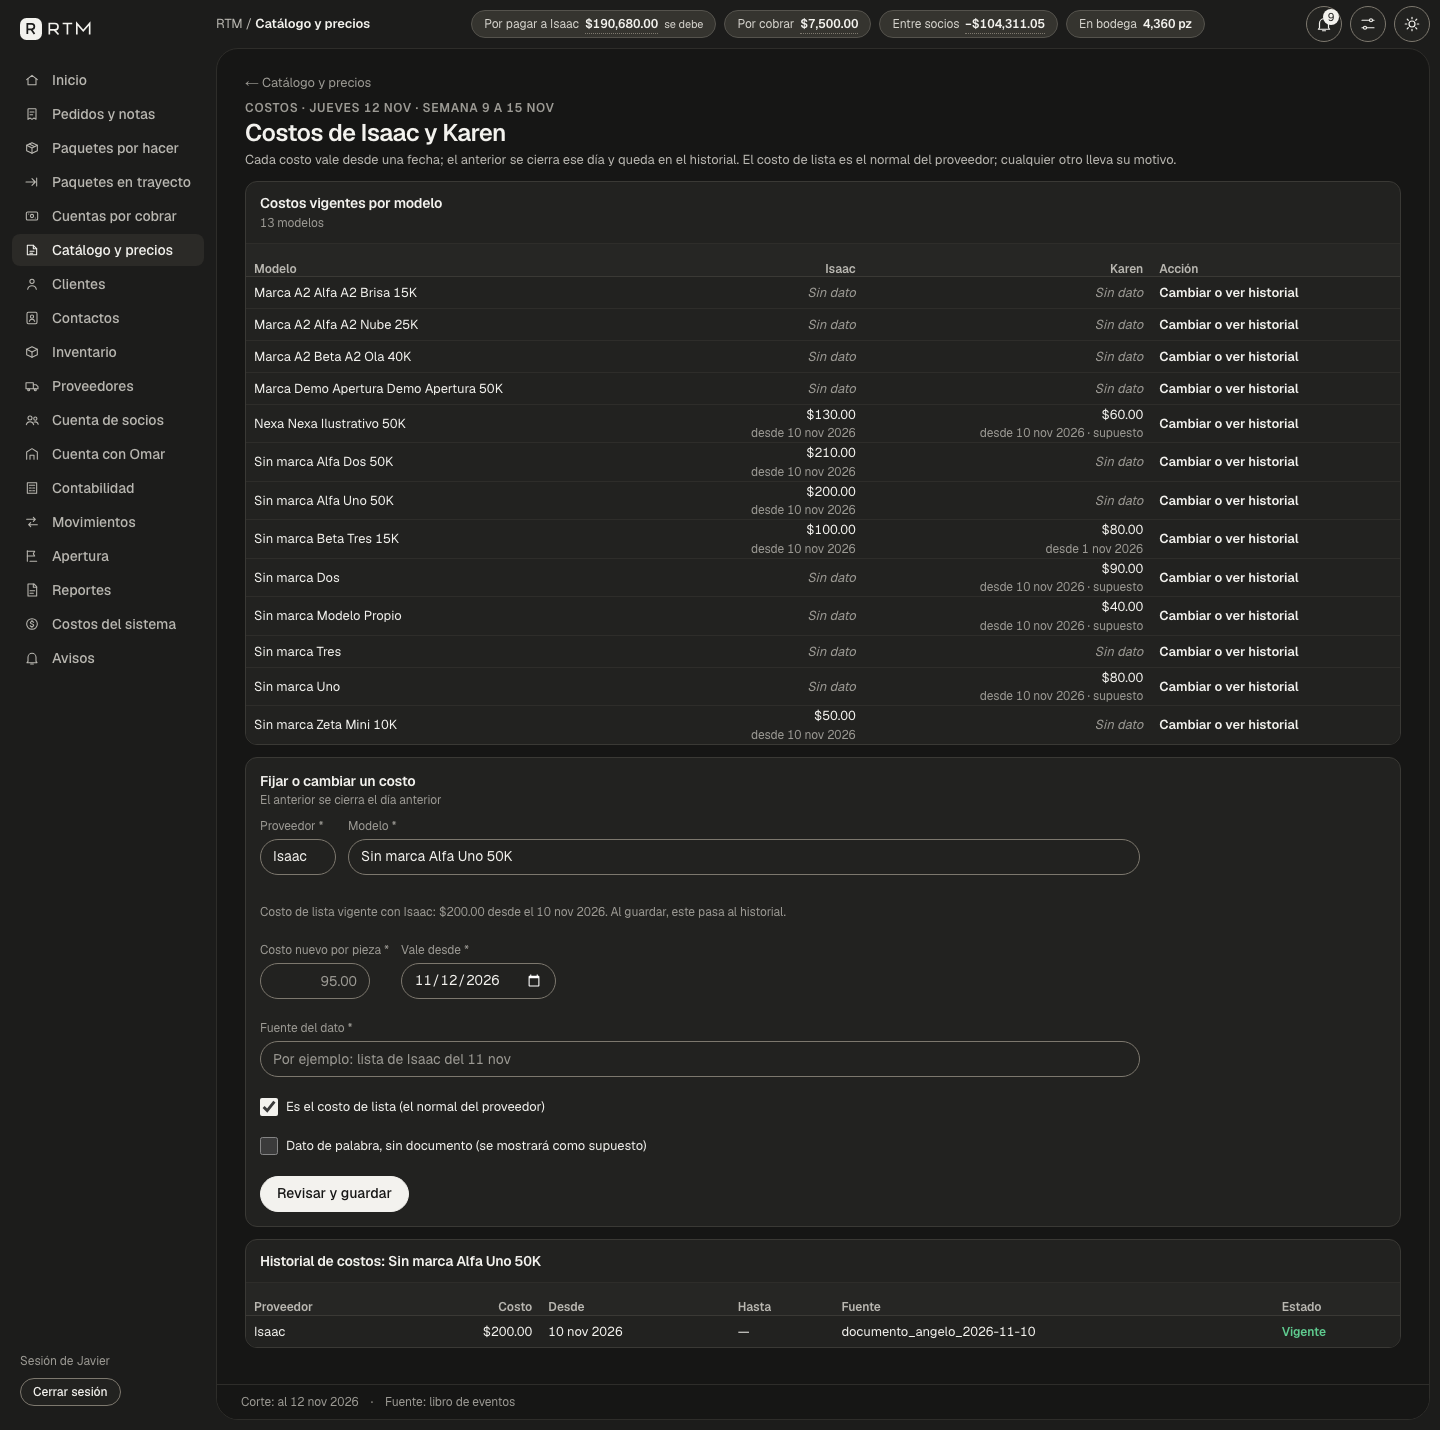 R RTM
RTM / Catálogo y precios
Por pagar a Isaac $190,680.00 se debe
Por cobrar $7,500.00
Entre socios −$104,311.05
En bodega 4,360 pz
9
Inicio
Pedidos y notas
Paquetes por hacer
Paquetes en trayecto
Cuentas por cobrar
Catálogo y precios
Clientes
Contactos
Inventario
Proveedores
Cuenta de socios
Cuenta con Omar
Contabilidad
Movimientos
Apertura
Reportes
Costos del sistema
Avisos
Sesión de Javier
Cerrar sesión
← Catálogo y precios
COSTOS · JUEVES 12 NOV · SEMANA 9 A 15 NOV
Costos de Isaac y Karen
Cada costo vale desde una fecha; el anterior se cierra ese día y queda en el historial. El costo de lista es el normal del proveedor; cualquier otro lleva su motivo.
Costos vigentes por modelo
13 modelos
Modelo Isaac Karen Acción
Marca A2 Alfa A2 Brisa 15K Sin dato Sin dato Cambiar o ver historial
Marca A2 Alfa A2 Nube 25K Sin dato Sin dato Cambiar o ver historial
Marca A2 Beta A2 Ola 40K Sin dato Sin dato Cambiar o ver historial
Marca Demo Apertura Demo Apertura 50K Sin dato Sin dato Cambiar o ver historial
Nexa Nexa Ilustrativo 50K $130.00 $60.00 Cambiar o ver historial
desde 10 nov 2026 desde 10 nov 2026 · supuesto
Sin marca Alfa Dos 50K $210.00 Sin dato Cambiar o ver historial
desde 10 nov 2026
Sin marca Alfa Uno 50K $200.00 Sin dato Cambiar o ver historial
desde 10 nov 2026
Sin marca Beta Tres 15K $100.00 $80.00 Cambiar o ver historial
desde 10 nov 2026 desde 1 nov 2026
Sin marca Dos Sin dato $90.00 Cambiar o ver historial
desde 10 nov 2026 · supuesto
Sin marca Modelo Propio Sin dato $40.00 Cambiar o ver historial
desde 10 nov 2026 · supuesto
Sin marca Tres Sin dato Sin dato Cambiar o ver historial
Sin marca Uno Sin dato $80.00 Cambiar o ver historial
desde 10 nov 2026 · supuesto
Sin marca Zeta Mini 10K $50.00 Sin dato Cambiar o ver historial
desde 10 nov 2026
Fijar o cambiar un costo
El anterior se cierra el día anterior
Proveedor * Modelo *
Isaac Sin marca Alfa Uno 50K
Costo de lista vigente con Isaac: $200.00 desde el 10 nov 2026. Al guardar, este pasa al historial.
Costo nuevo por pieza * Vale desde *
95.00 11/12/2026
Fuente del dato *
Por ejemplo: lista de Isaac del 11 nov
Es el costo de lista (el normal del proveedor)
Dato de palabra, sin documento (se mostrará como supuesto)
Revisar y guardar
Historial de costos: Sin marca Alfa Uno 50K
Proveedor Costo Desde Hasta Fuente Estado
Isaac $200.00 10 nov 2026 — documento_angelo_2026-11-10 Vigente
Corte: al 12 nov 2026 · Fuente: libro de eventos